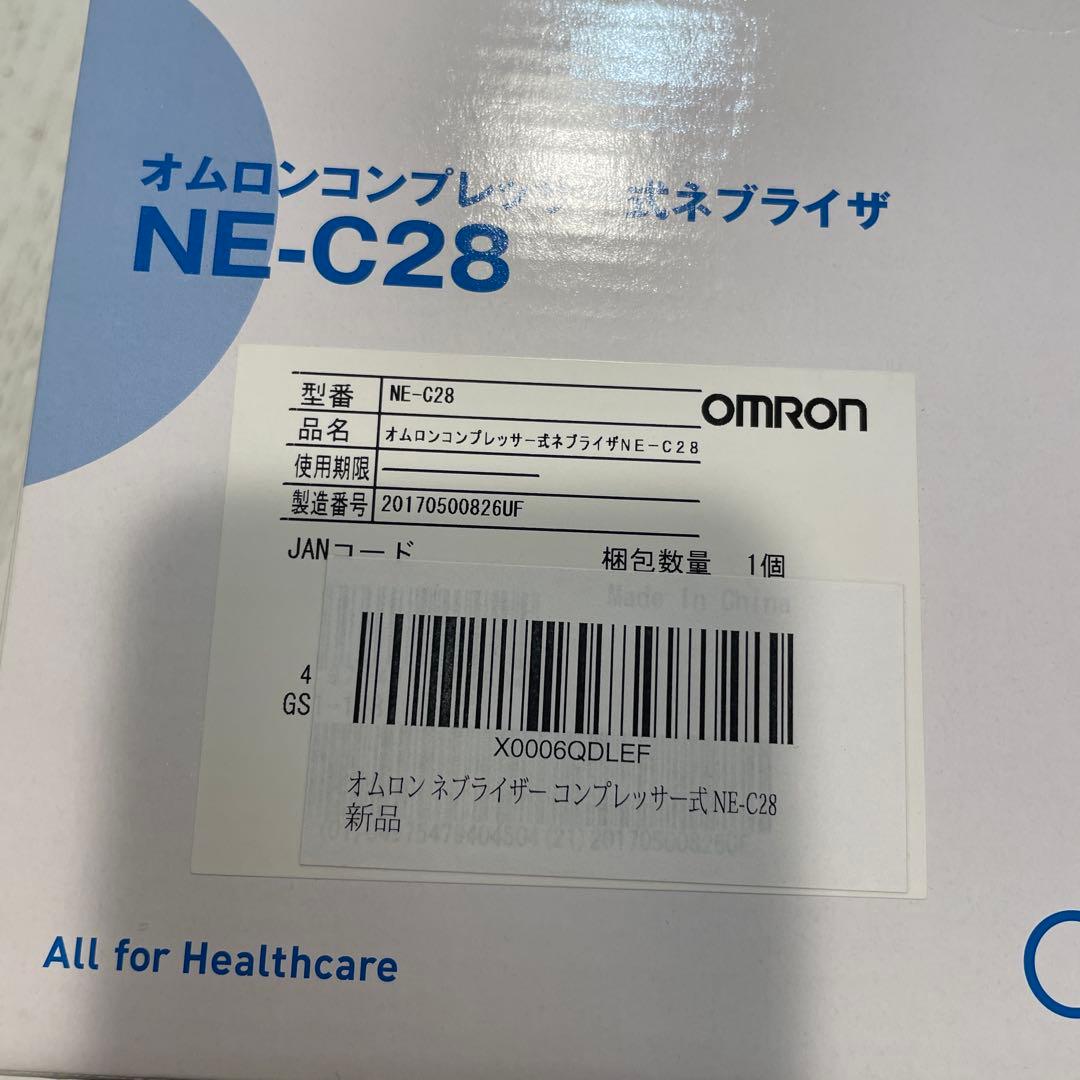 オムロンコンプレッサー式ネブライザ
NE-C28
型番 NE-C28
OMRON
品名 オムロンコンプレッサー式ネブライザNE-C28
使用期限
製造番号 20170500826UF
JANコード 梱包数量 1個
Made in China
4
GS
X0006QDLEF
オムロン ネブライザー コンプレッサー式 NE-C28
新品
(21)20170500826UF
All for Healthcare